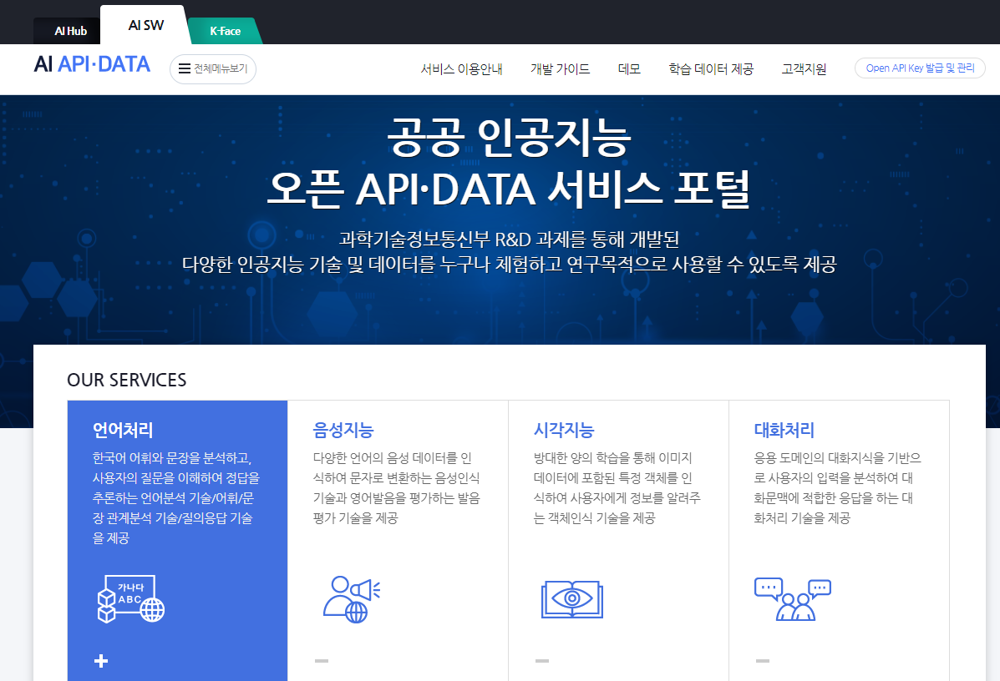 AI Hub
AI SW
K-Face
AI API·DATA
전체메뉴보기
서비스 이용안내
개발 가이드
데모
학습 데이터 제공
고객지원
Open API Key 발급 및 관리
공공 인공지능
오픈 API·DATA 서비스 포털
과학기술정보통신부 R&D 과제를 통해 개발된
다양한 인공지능 기술 및 데이터를 누구나 체험하고 연구목적으로 사용할 수 있도록 제공
OUR SERVICES
언어처리
한국어 어휘와 문장을 분석하고,
사용자의 질문을 이해하여 정답을
추론하는 언어분석 기술/어휘/문
장 관계분석 기술/질의응답 기술
을 제공
가나다
ABC
음성지능
다양한 언어의 음성 데이터를 인
식하여 문자로 변환하는 음성인식
기술과 영어발음을 평가하는 발음
평가 기술을 제공
시각지능
방대한 양의 학습을 통해 이미지
데이터에 포함된 특정 객체를 인
식하여 사용자에게 정보를 알려주
는 객체인식 기술을 제공
대화처리
응용 도메인의 대화지식을 기반으
로 사용자의 입력을 분석하여 대
화문맥에 적합한 응답을 하는 대
화처리 기술을 제공